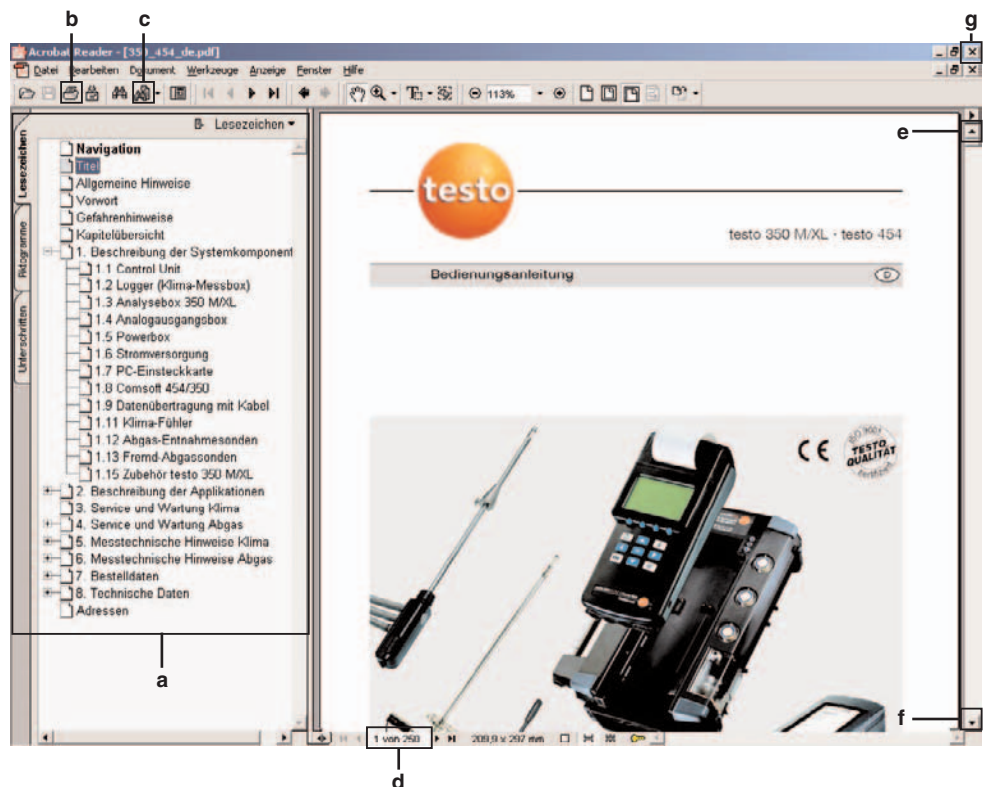 b c g
Acrobat Reader - [350_454_de.pdf]
Datei Bearbeiten Dokument Werkzeuge Anzeige Fenster Hilfe
113%
e
Lesezeichen
Piktogramme
Unterschriften
Lesezeichen
Navigation
Titel
Allgemeine Hinweise
Vorwort
Gefahrenhinweise
Kapitelübersicht
1. Beschreibung der Systemkomponent
1.1 Control Unit
1.2 Logger (Klima-Messbox)
1.3 Analysebox 350 M/XL
1.4 Analogausgangsbox
1.5 Powerbox
1.6 Stromversorgung
1.7 PC-Einsteckkarte
1.8 Comsoft 454/350
1.9 Datenübertragung mit Kabel
1.11 Klima-Fühler
1.12 Abgas-Entnahmesonden
1.13 Fremd-Abgassonden
1.15 Zubehör testo 350 M/XL
2. Beschreibung der Applikationen
3. Service und Wartung Klima
4. Service und Wartung Abgas
5. Messtechnische Hinweise Klima
6. Messtechnische Hinweise Abgas
7. Bestelldaten
8. Technische Daten
Adressen
a
testo
testo 350 M/XL · testo 454
Bedienungsanleitung D
CE
ISO 9001
TESTO
QUALITÄT
f
1 von 250 209,9 x 297 mm
d